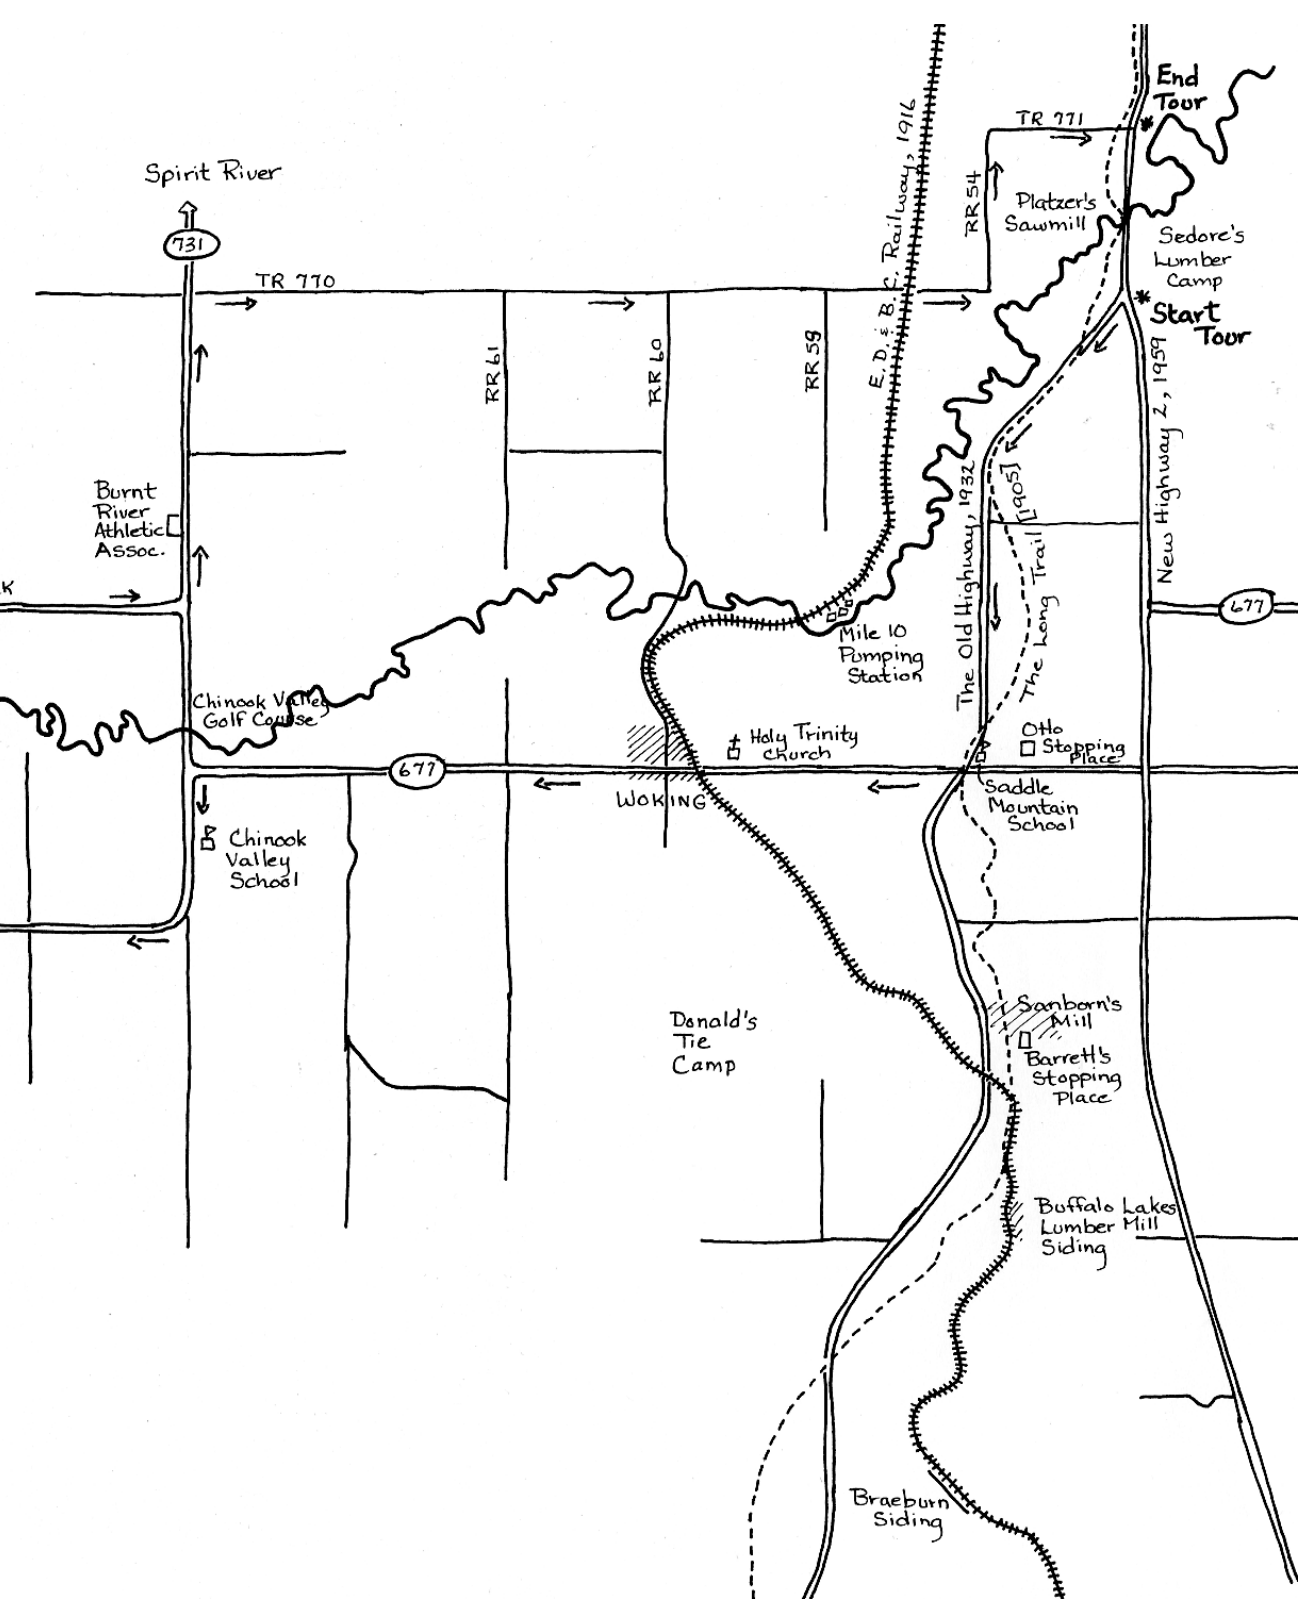 End
Tour
TR 771
E.D. & B.C. Railway, 1916
Spirit River
RR 54
Platzer's
Sawmill
731
Sedore's
Lumber
Camp
TR 770
Start
Tour
RR 61
RR 60
RR 59
New Highway 2, 1959
The Old Highway, 1932
The Long Trail [1905]
Burnt
River
Athletic
Assoc.
K
677
Mile 10
Pumping
Station
Chinook Valley
Golf Course
Holy Trinity
Church
Otto
Stopping
Place
677
WOKING
Saddle
Mountain
School
Chinook
Valley
School
Sanborn's
Mill
Donald's
Tie
Camp
Barrett's
Stopping
Place
Buffalo Lakes
Lumber Mill
Siding
Braeburn
Siding